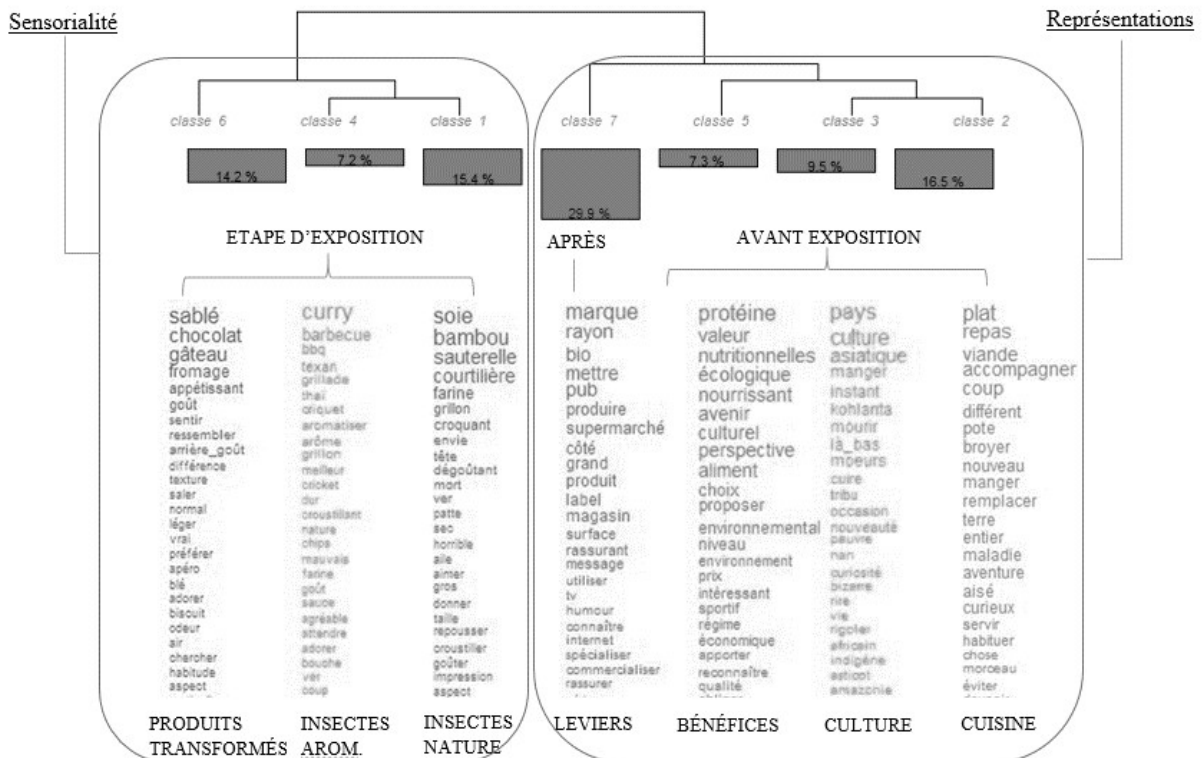 Sensorialité
Représentations
classe 6
classe 4
classe 1
classe 7
classe 5
classe 3
classe 2
14.2 %
7.2 %
15.4 %
29.9 %
7.3 %
9.5 %
16.5 %
ETAPE D’EXPOSITION
APRÈS
AVANT EXPOSITION
sablé
chocolat
gâteau
fromage
appétissant
goût
sentir
ressembler
arrière_goût
différence
texture
saler
normal
léger
vrai
préférer
apéro
blé
adorer
biscuit
odeur
air
chercher
habitude
aspect
PRODUITS
TRANSFORMÉS
curry
barbecue
bbq
texan
grillade
thaï
criquet
aromatiser
arôme
grillon
meilleur
cricket
dur
croustillant
nature
chips
mauvais
farine
goût
sauce
agréable
attendre
adorer
bouche
ver
coup
INSECTES
AROM.
soie
bambou
sauterelle
courtilière
farine
grillon
croquant
envie
tête
dégoûtant
mort
ver
patte
sec
horrible
aile
aimer
gros
donner
taille
repousser
croustiller
goûter
impression
aspect
INSECTES
NATURE
marque
rayon
bio
mettre
pub
produire
supermarché
côté
grand
produit
label
magasin
surface
rassurant
message
utiliser
tv
humour
connaître
internet
spécialiser
commercialiser
rassurer
LEVIERS
protéine
valeur
nutritionnelles
écologique
nourrissant
avenir
culturel
perspective
aliment
choix
proposer
environnemental
niveau
environnement
prix
intéressant
sportif
régime
économique
apporter
reconnaître
qualité
BÉNÉFICES
pays
culture
asiatique
manger
instant
kohlanta
mourir
là_bas
moeurs
cuire
tribu
occasion
nouveauté
pauvre
nan
curiosité
bizarre
rire
vie
rigoler
africain
indigène
asticot
amazonie
CULTURE
plat
repas
viande
accompagner
coup
différent
pote
broyer
nouveau
manger
remplacer
terre
entier
maladie
aventure
aisé
curieux
servir
habituer
chose
morceau
éviter
CUISINE